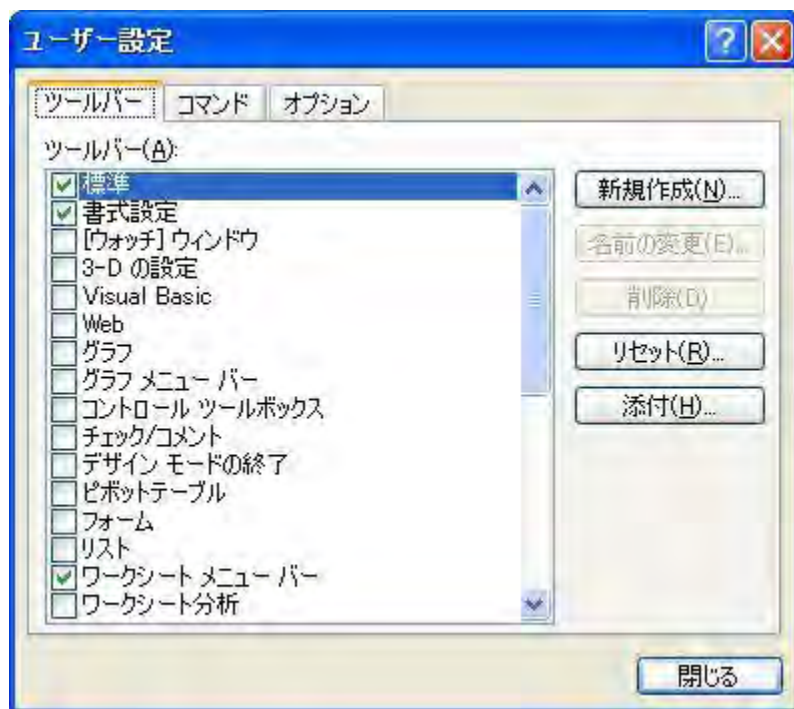 ユーザー設定
ツールバー コマンド オプション
ツールバー(A):
標準
書式設定
[ウォッチ] ウィンドウ
3-D の設定
Visual Basic
Web
グラフ
グラフ メニュー バー
コントロール ツールボックス
チェック/コメント
デザイン モードの終了
ピボットテーブル
フォーム
リスト
ワークシート メニュー バー
ワークシート分析
新規作成(N)...
名前の変更(E)...
削除(D)
リセット(R)...
添付(H)...
閉じる